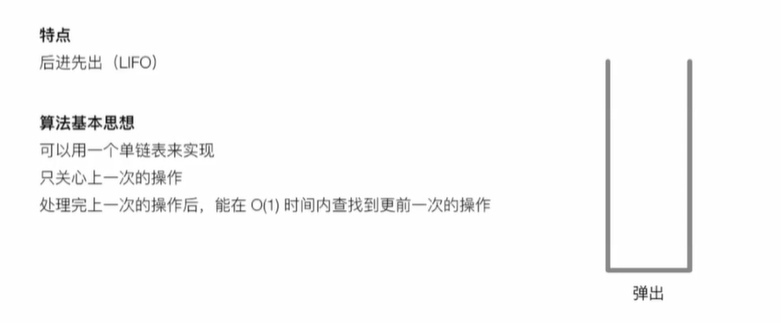 特点
后进先出（LIFO）
算法基本思想
可以用一个单链表来实现
只关心上一次的操作
处理完上一次的操作后，能在 O(1) 时间内查找到更前一次的操作
弹出